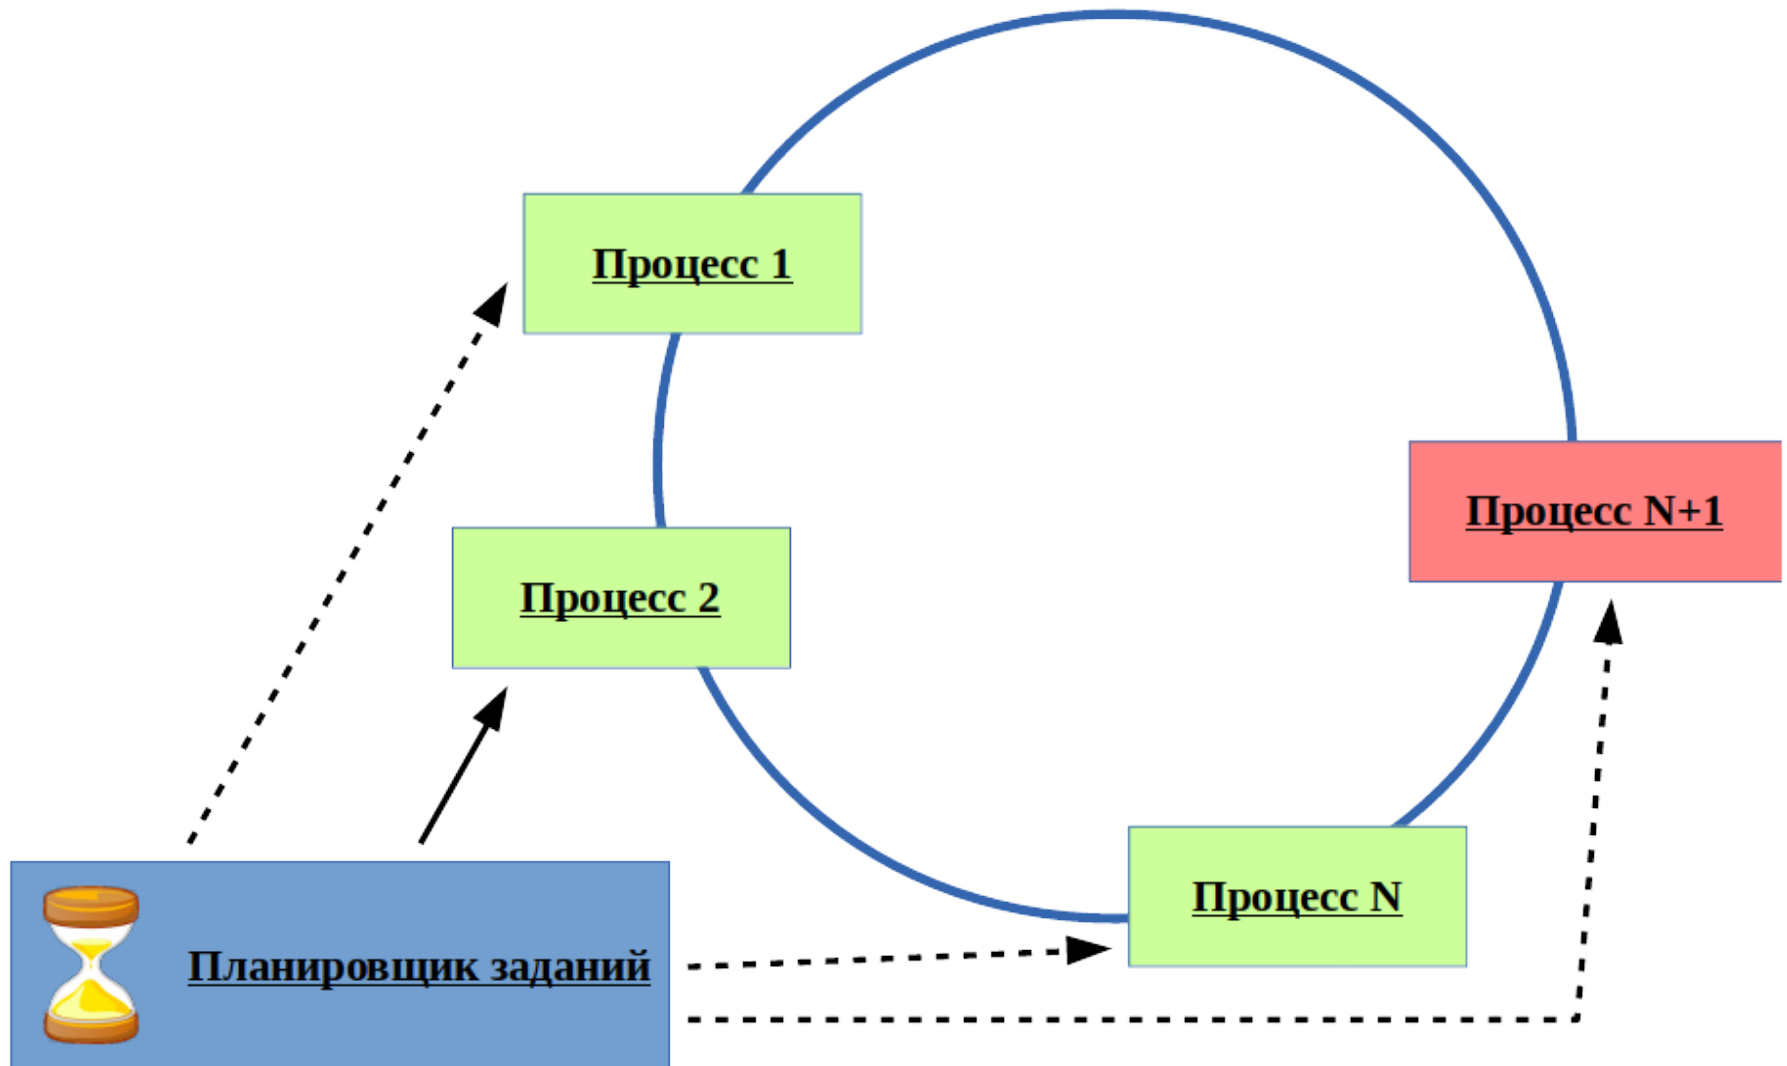 Процесс 1
Процесс N+1
Процесс 2
Процесс N
Планировщик заданий